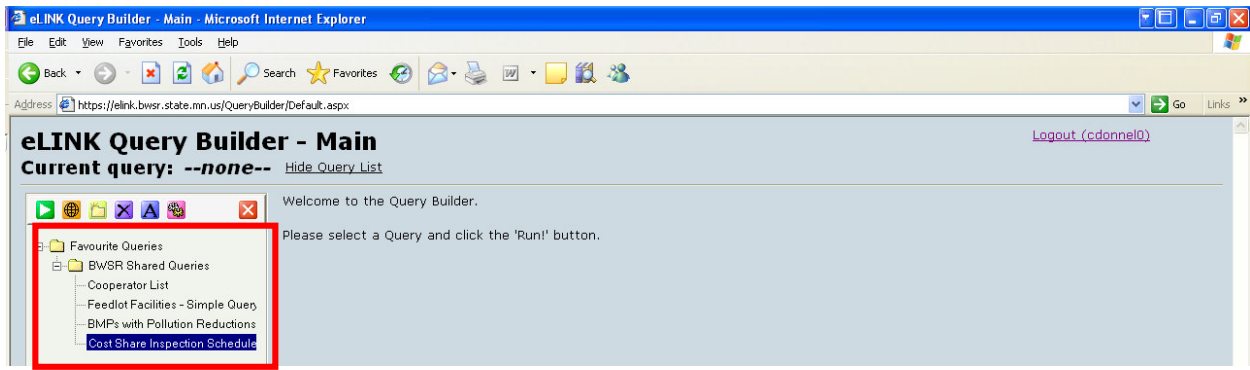 eLINK Query Builder - Main - Microsoft Internet Explorer
File Edit View Favorites Tools Help
Back Search Favorites
Address https://elink.bwsr.state.mn.us/QueryBuilder/Default.aspx Go Links »
eLINK Query Builder - Main Logout (cdonnel0)
Current query: --none-- Hide Query List
Welcome to the Query Builder.
Please select a Query and click the 'Run!' button.
Favourite Queries
BWSR Shared Queries
Cooperator List
Feedlot Facilities - Simple Query
BMPs with Pollution Reductions
Cost Share Inspection Schedule